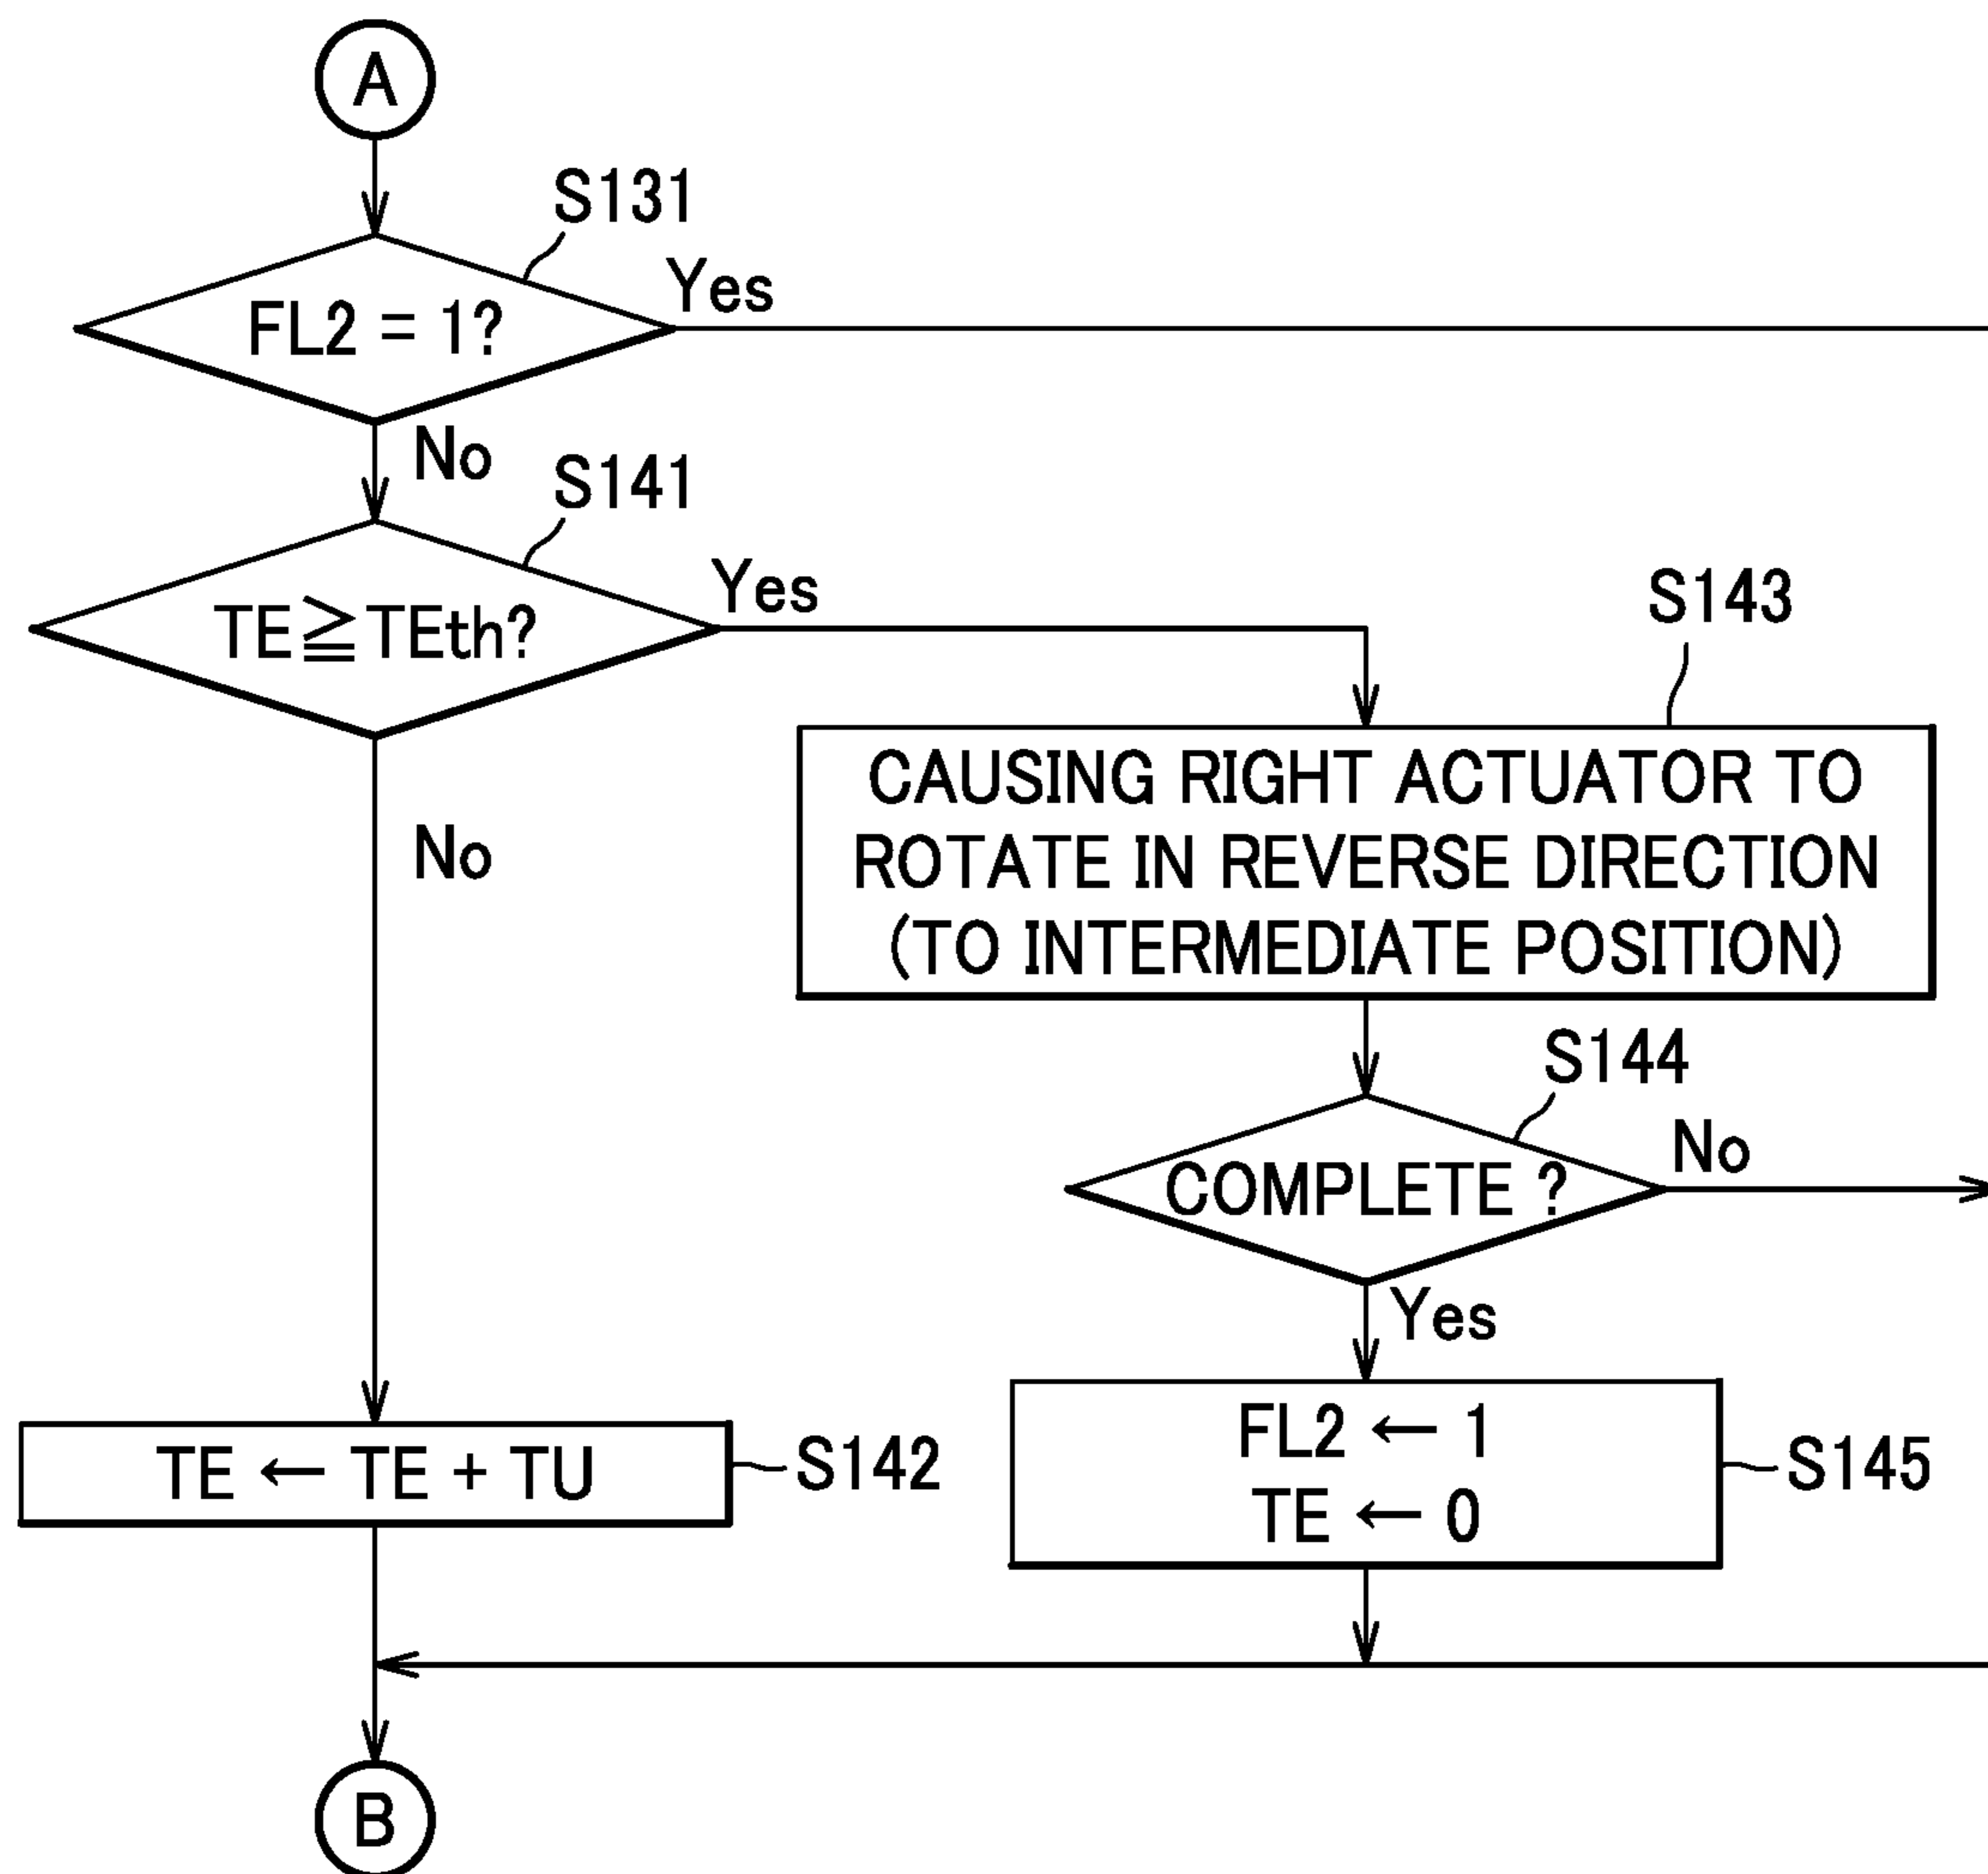 A
S131
FL2 = 1?
Yes
No
S141
TE≧TEth?
Yes
No
S143
CAUSING RIGHT ACTUATOR TO
ROTATE IN REVERSE DIRECTION
(TO INTERMEDIATE POSITION)
S144
COMPLETE ?
No
Yes
TE ← TE + TU
S142
FL2 ← 1
TE ← 0
S145
B